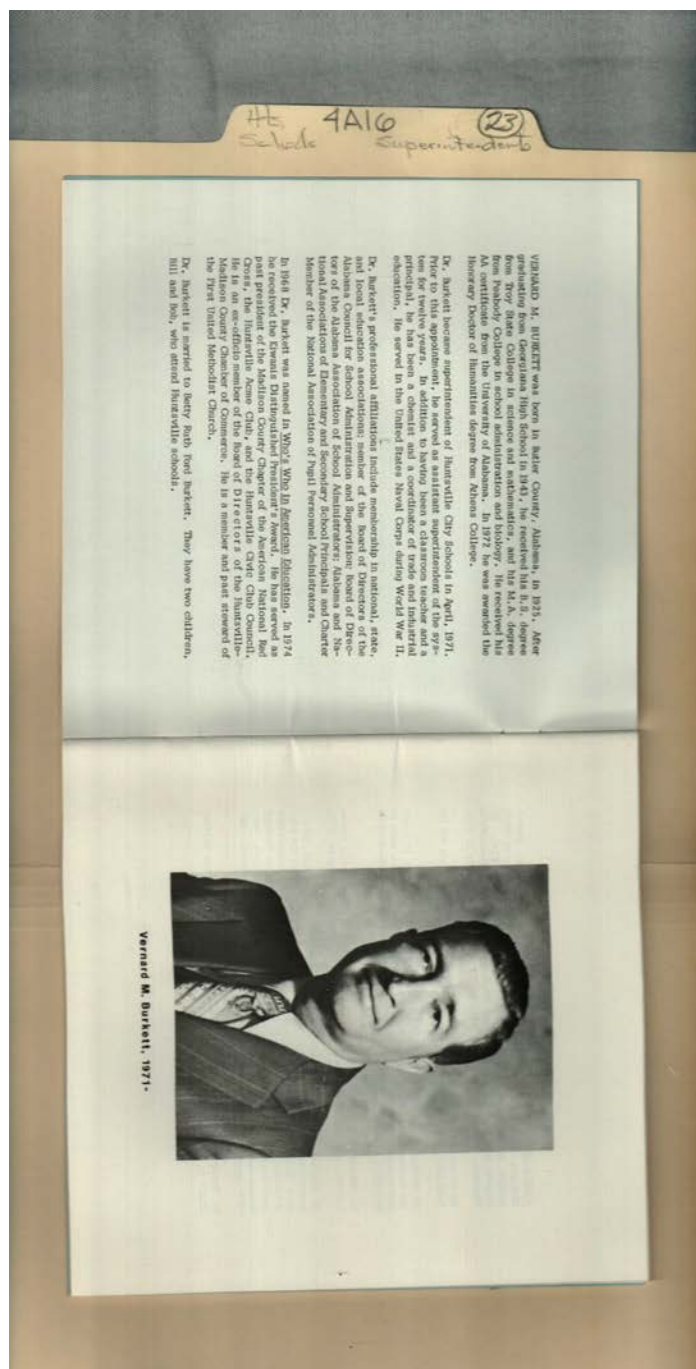 Hts 4A16 23
Schools Superintendents
VERNARD M. BURKETT was born in Butler County, Alabama, in 1925. After
graduating from Georgiana High School in 1943, he received his B.S. degree
from Troy State College in science and mathematics, and his M.A. degree
from Peabody College in school administration and biology. He received his
AA certificate from the University of Alabama. In 1972 he was awarded the
Honorary Doctor of Humanities degree from Athens College.
Dr. Burkett became superintendent of Huntsville City Schools in April, 1971.
Prior to this appointment, he served as assistant superintendent of the sys-
tem for twelve years. In addition to having been a classroom teacher and a
principal, he has been a chemist and a coordinator of trade and industrial
education. He served in the United States Naval Corps during World War II.
Dr. Burkett's professional affiliations include membership in national, state,
and local education associations; member of the Board of Directors of the
Alabama Council for School Administration and Supervision; Board of Direc-
tors of the Alabama Association of School Administrators; Alabama and Na-
tional Associations of Elementary and Secondary School Principals and Charter
Member of the National Association of Pupil Personnel Administrators.
In 1968 Dr. Burkett was named in Who's Who in American Education. In 1974
he received the Kiwanis Distinguished President's Award. He has served as
past president of the Madison County Chapter of the American National Red
Cross, the Huntsville Acme Club, and the Huntsville Civic Club Council.
He is an ex-officio member of the Board of Directors of the Huntsville-
Madison County Chamber of Commerce. He is a member and past steward of
the First United Methodist Church.
Dr. Burkett is married to Betty Ruth Ford Burkett. They have two children,
Bill and Bob, who attend Huntsville schools.
Vernard M. Burkett, 1971-